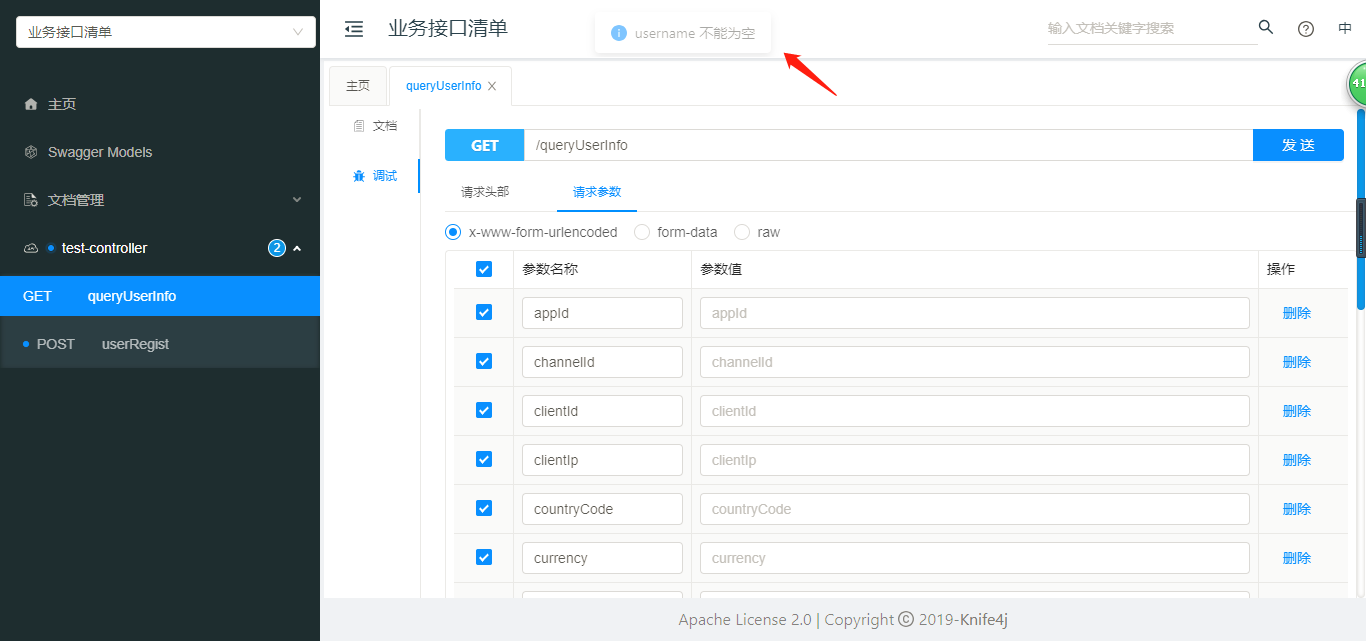 业务接口清单
主页
Swagger Models
文档管理
test-controller
2
GET queryUserInfo
POST userRegist
业务接口清单
username 不能为空
输入文档关键字搜索
中
主页
queryUserInfo
41
文档
调试
GET /queryUserInfo 发 送
请求头部 请求参数
x-www-form-urlencoded form-data raw
参数名称 参数值 操作
appId appId 删除
channelId channelId 删除
clientId clientId 删除
clientIp clientIp 删除
countryCode countryCode 删除
currency currency 删除
Apache License 2.0 | Copyright © 2019-Knife4j